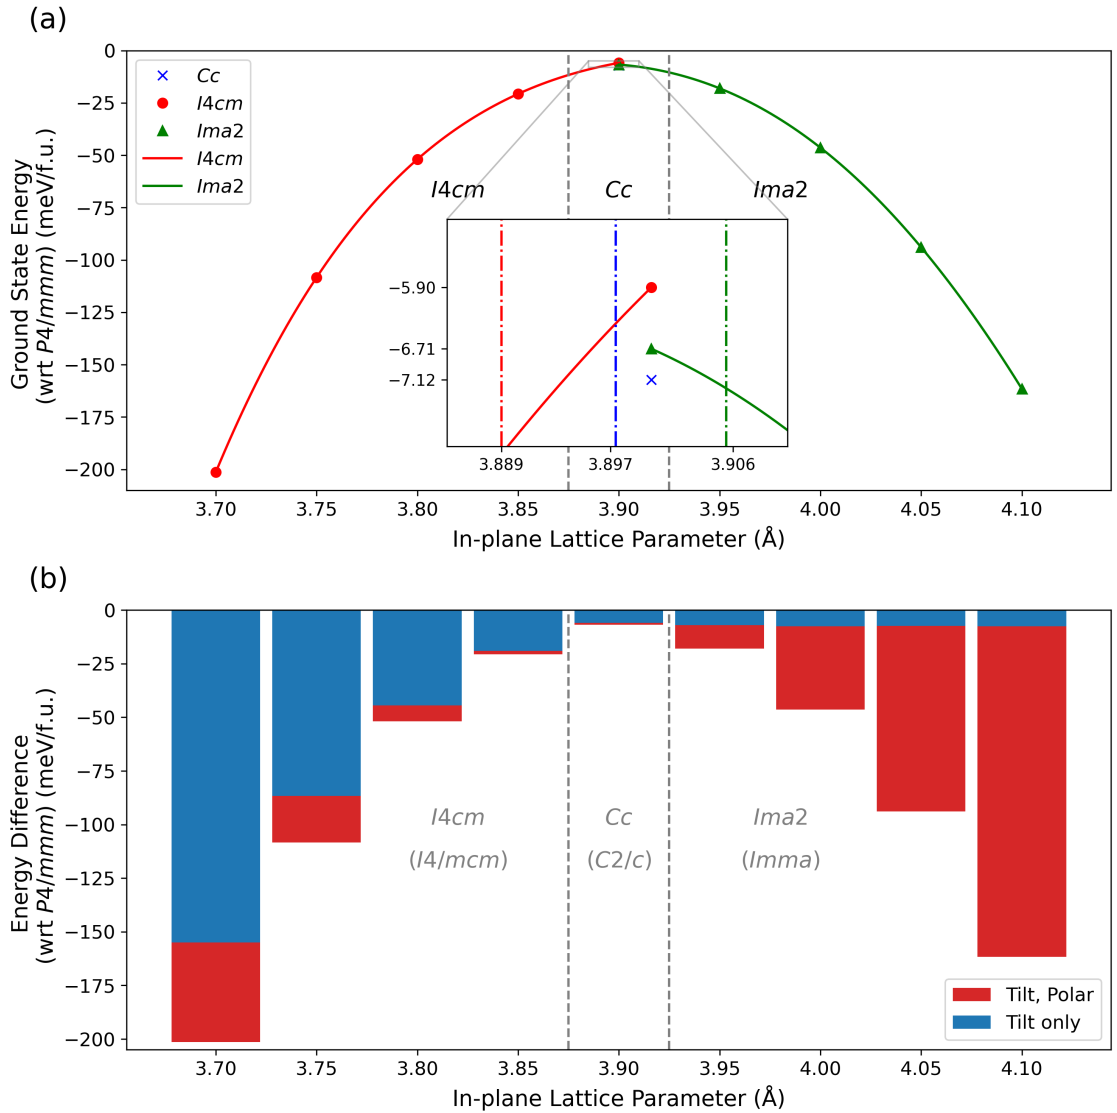 (a)
Ground State Energy
(wrt P4/mmm) (meV/f.u.)
0
−25
−50
−75
−100
−125
−150
−175
−200
Cc
I4cm
Ima2
I4cm
Ima2
I4cm
Cc
Ima2
−5.90
−6.71
−7.12
3.889
3.897
3.906
3.70
3.75
3.80
3.85
3.90
3.95
4.00
4.05
4.10
In-plane Lattice Parameter (Å)
(b)
Energy Difference
(wrt P4/mmm) (meV/f.u.)
0
−25
−50
−75
−100
−125
−150
−175
−200
I4cm
(I4/mcm)
Cc
(C2/c)
Ima2
(Imma)
Tilt, Polar
Tilt only
3.70
3.75
3.80
3.85
3.90
3.95
4.00
4.05
4.10
In-plane Lattice Parameter (Å)